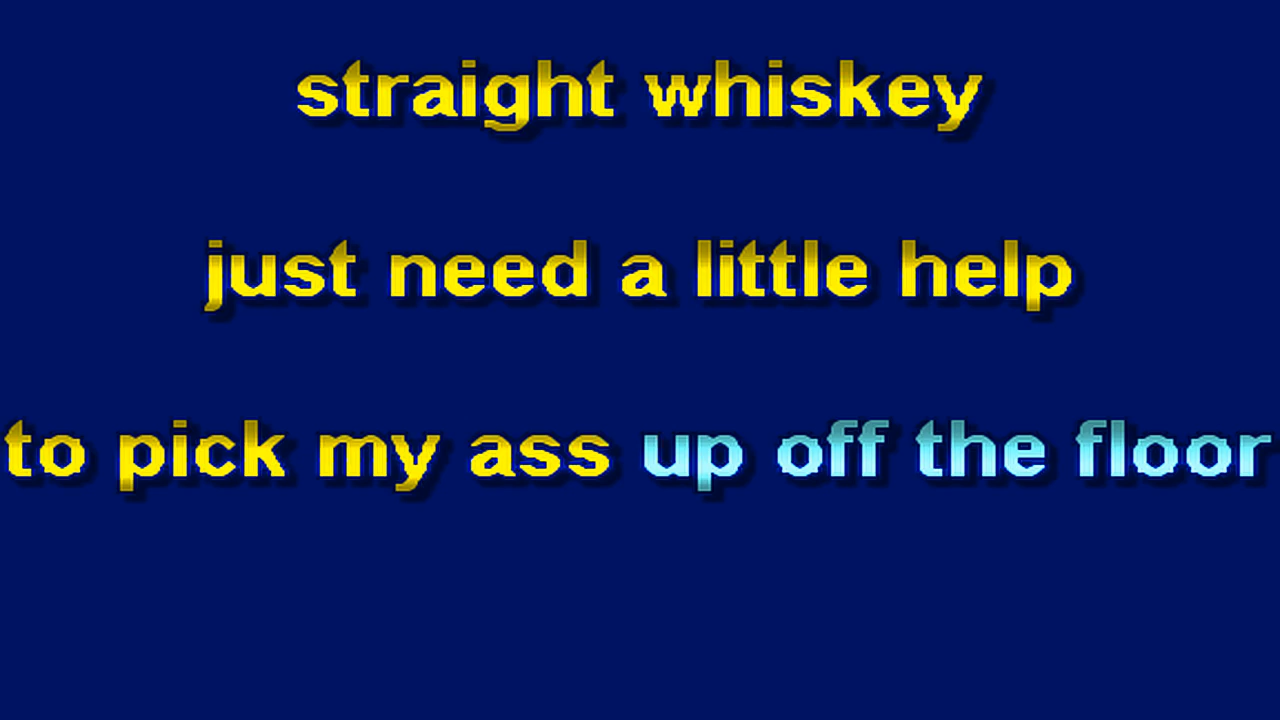 straight whiskey
just need a little help
to pick my ass up off the floor